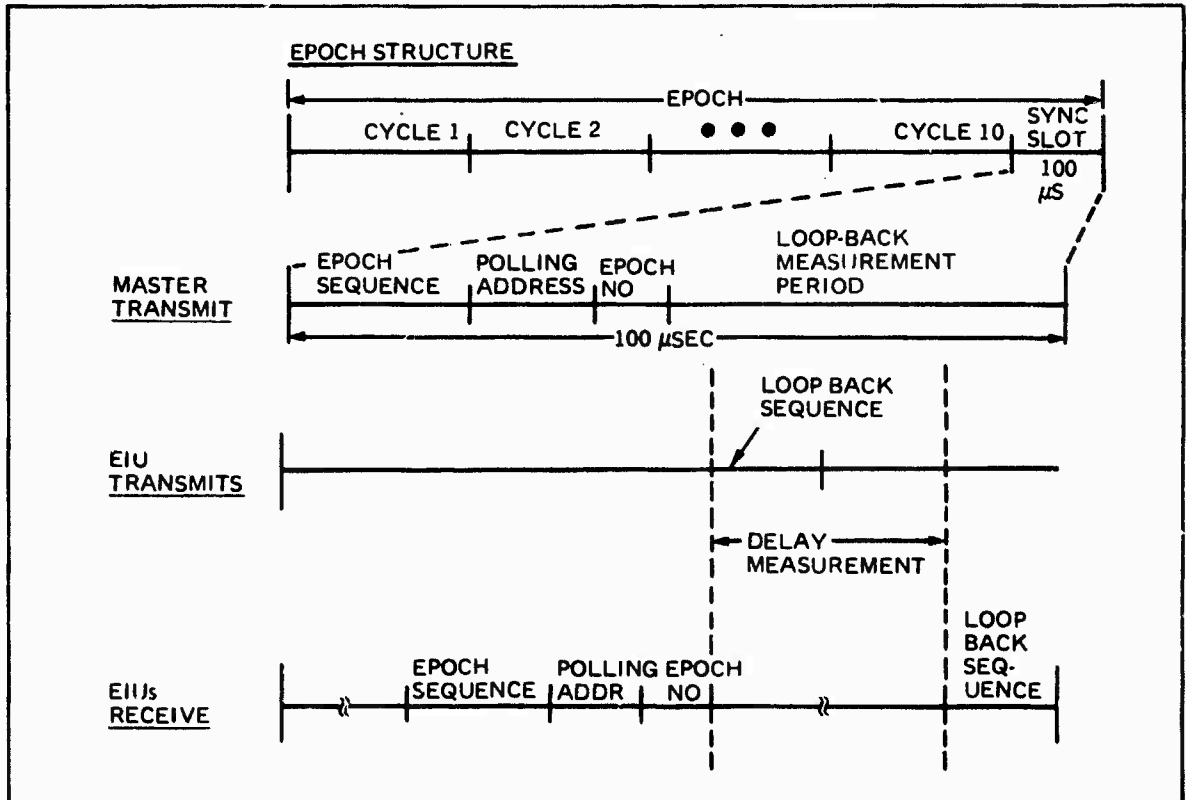 EPOCH STRUCTURE
EPOCH
CYCLE 1
CYCLE 2
● ● ●
CYCLE 10
SYNC
SLOT
100
μS
MASTER
TRANSMIT
EPOCH
SEQUENCE
POLLING
ADDRESS
EPOCH
NO
LOOP-BACK
MEASUREMENT
PERIOD
100 μSEC
LOOP BACK
SEQUENCE
EIU
TRANSMITS
DELAY
MEASUREMENT
EIUs
RECEIVE
EPOCH
SEQUENCE
POLLING
ADDR
EPOCH
NO
LOOP
BACK
SEQ-
UENCE